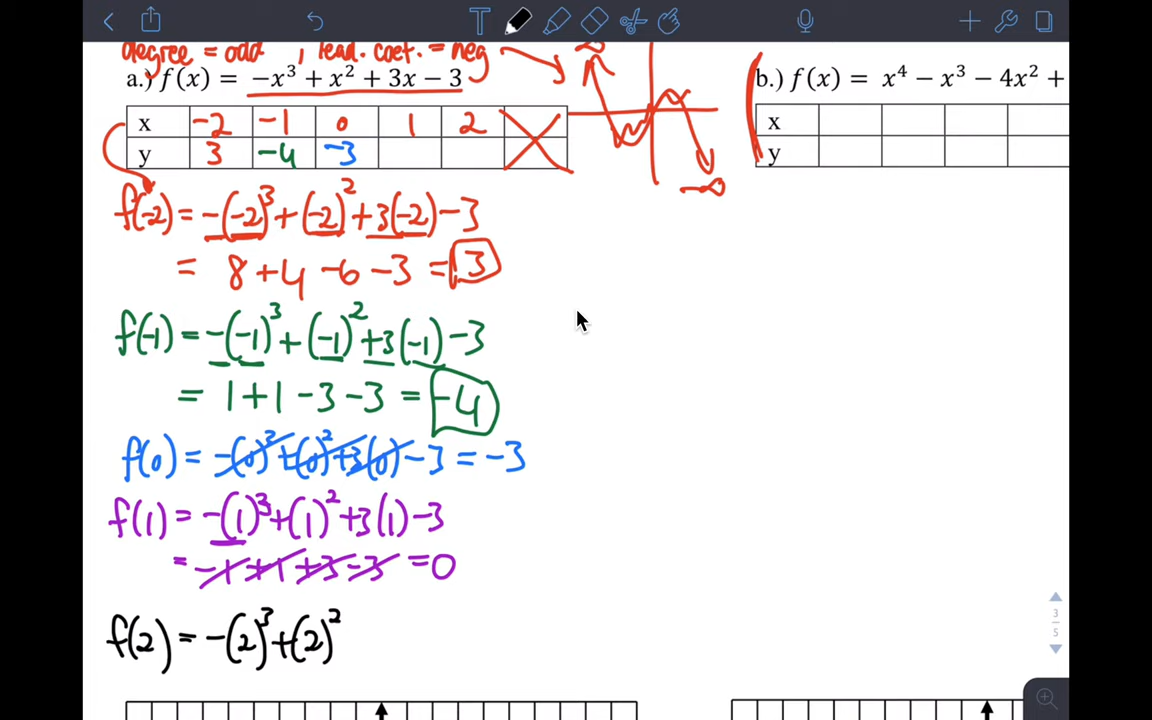 degree = odd , lead. coef. = neg
a.) f(x) = −x³ + x² + 3x − 3
b.) f(x) = x⁴ − x³ − 4x² +
x -2 -1 0 1 2
y 3 -4 -3
x
y
-∞
f(-2) = -(-2)³+(-2)²+3(-2)-3
= 8+4-6-3 = 3
f(-1) = -(-1)³+(-1)²+3(-1)-3
= 1+1-3-3 = -4
f(0) = -(0)³+(0)²+3(0)-3 = -3
f(1) = -(1)³+(1)²+3(1)-3
= -1+1+3-3 = 0
f(2) = -(2)³+(2)²
3
5